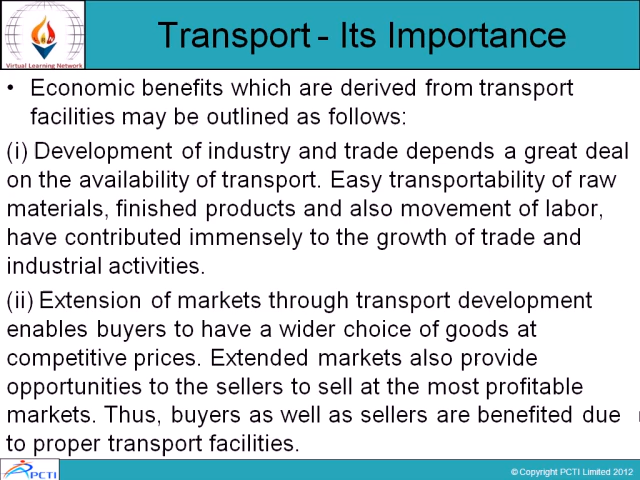 Virtual Learning Network
Transport - Its Importance
• Economic benefits which are derived from transport
facilities may be outlined as follows:
(i) Development of industry and trade depends a great deal
on the availability of transport. Easy transportability of raw
materials, finished products and also movement of labor,
have contributed immensely to the growth of trade and
industrial activities.
(ii) Extension of markets through transport development
enables buyers to have a wider choice of goods at
competitive prices. Extended markets also provide
opportunities to the sellers to sell at the most profitable
markets. Thus, buyers as well as sellers are benefited due
to proper transport facilities.
PCTI
© Copyright PCTI Limited 2012